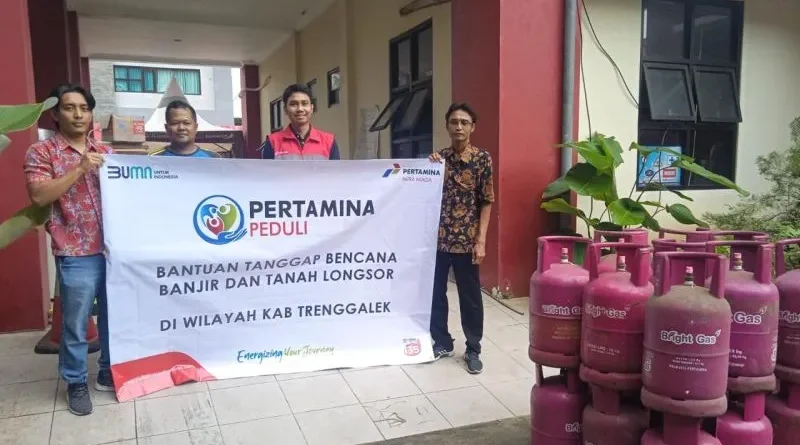 BUMN UNTUK
INDONESIA
PERTAMINA
PATRA NIAGA
PERTAMINA
PEDULI
BANTUAN TANGGAP BENCANA
BANJIR DAN TANAH LONGSOR
DI WILAYAH KAB TRENGGALEK
Energizing Your Journey
Bright Gas
Bright Gas
Bright Gas